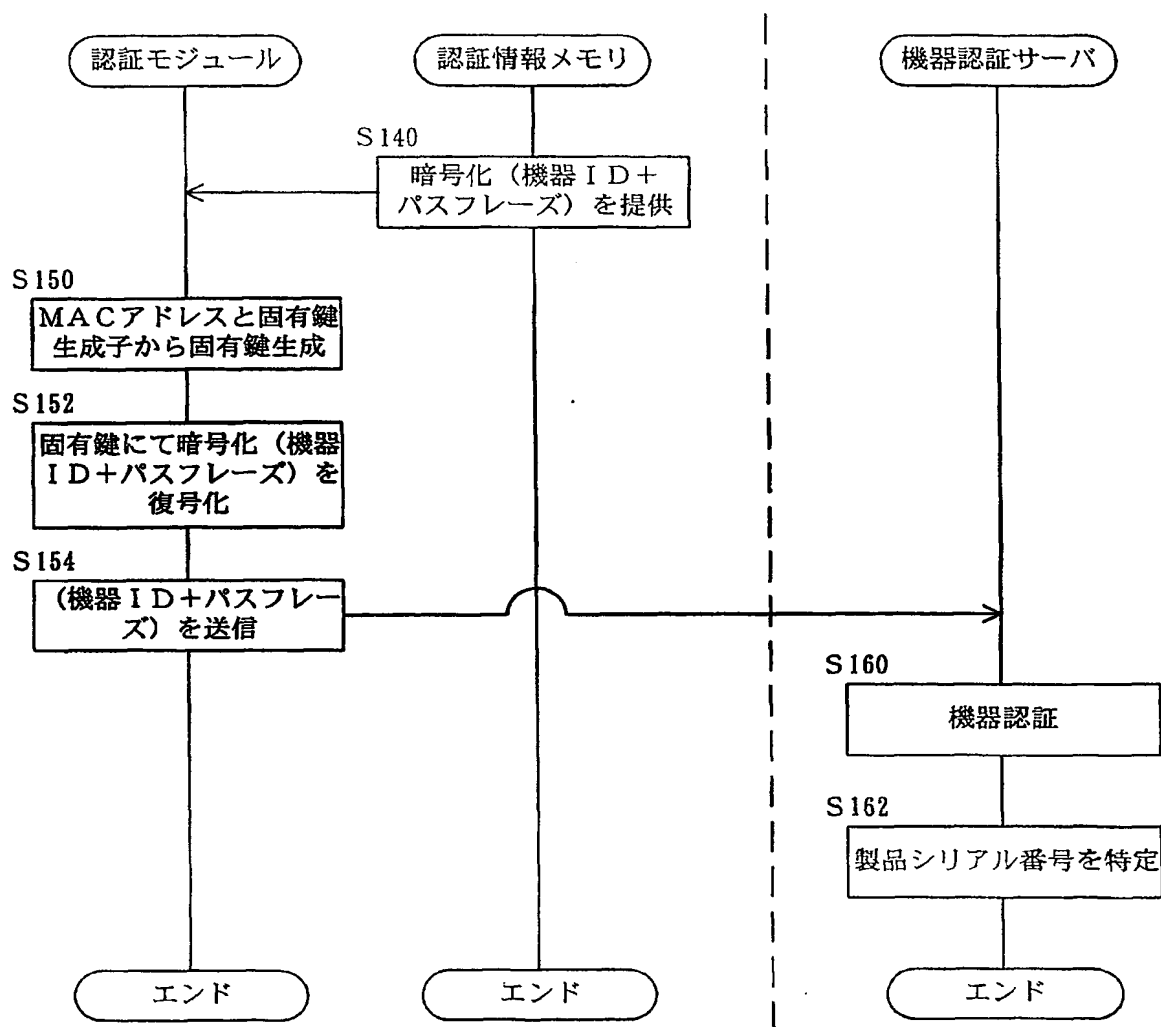 認証モジュール
認証情報メモリ
機器認証サーバ
S140
暗号化（機器ＩＤ＋
パスフレーズ）を提供
S150
ＭＡＣアドレスと固有鍵
生成子から固有鍵生成
S152
固有鍵にて暗号化（機器
ＩＤ＋パスフレーズ）を
復号化
S154
（機器ＩＤ＋パスフレー
ズ）を送信
S160
機器認証
S162
製品シリアル番号を特定
エンド
エンド
エンド